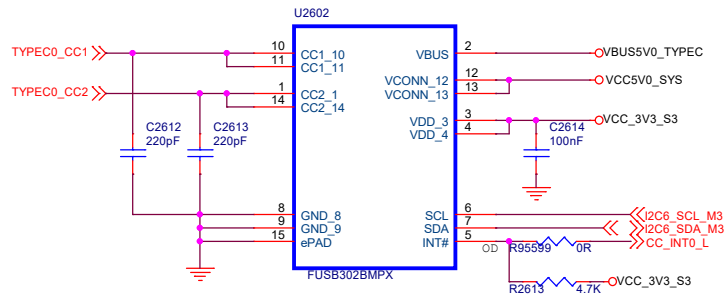 U2602
TYPEC0_CC1
10
CC1_10
11
CC1_11
VBUS
2
VBUS5V0_TYPEC
VCONN_12
12
VCONN_13
13
VCC5V0_SYS
TYPEC0_CC2
1
CC2_1
14
CC2_14
VDD_3
3
VDD_4
4
VCC_3V3_S3
C2612
220pF
C2613
220pF
C2614
100nF
8
GND_8
9
GND_9
15
ePAD
SCL
6
I2C6_SCL_M3
SDA
7
I2C6_SDA_M3
INT#
5
OD
R95599
0R
CC_INT0_L
FUSB302BMPX
R2613
4.7K
VCC_3V3_S3